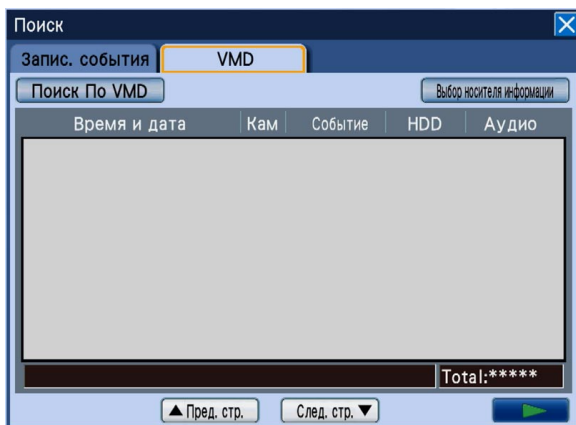 Поиск
Запис. события VMD
Поиск По VMD Выбор носителя информации
Время и дата Кам Событие HDD Аудио
Total:*****
▲ Пред. стр. След. стр. ▼